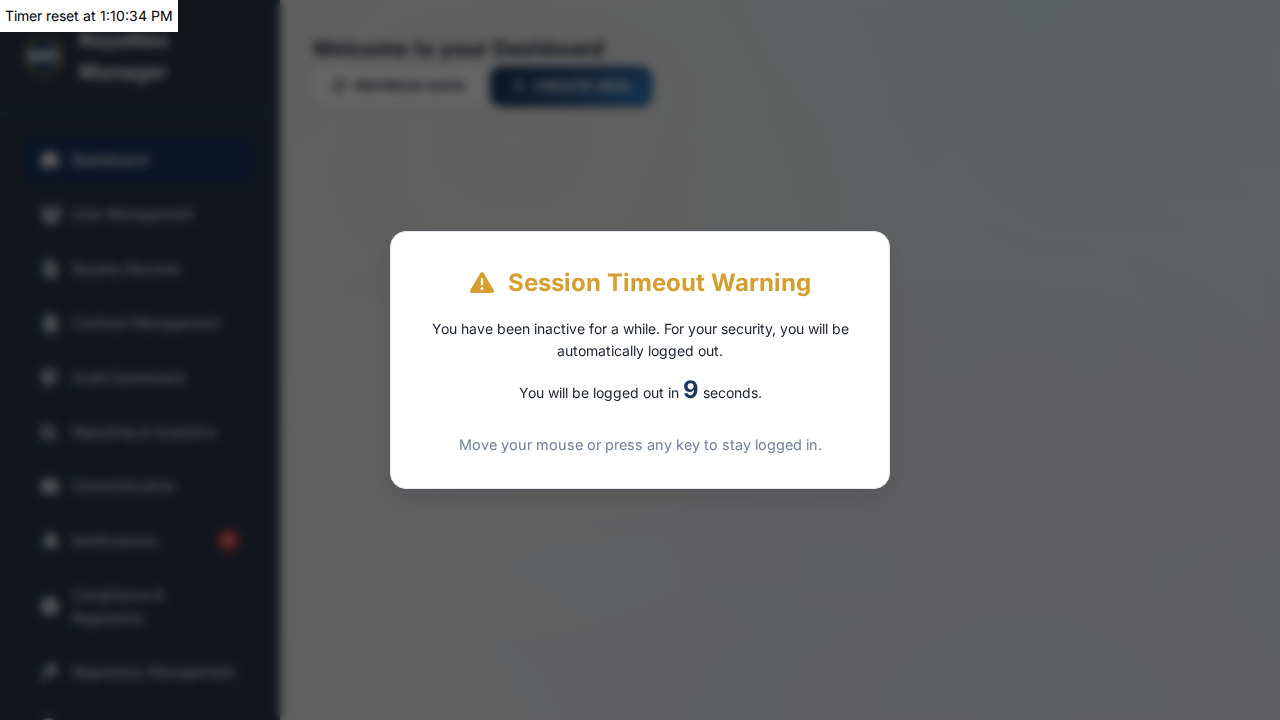 Timer reset at 1:10:34 PM
Royalties
Manager
Welcome to your Dashboard
REFRESH DATA
CREATE NEW
Dashboard
User Management
Royalty Records
Contract Management
Audit Dashboard
Reporting & Analytics
Communication
Notifications
Compliance &
Regulatory
Regulatory Management
Session Timeout Warning
You have been inactive for a while. For your security, you will be
automatically logged out.
You will be logged out in 9 seconds.
Move your mouse or press any key to stay logged in.